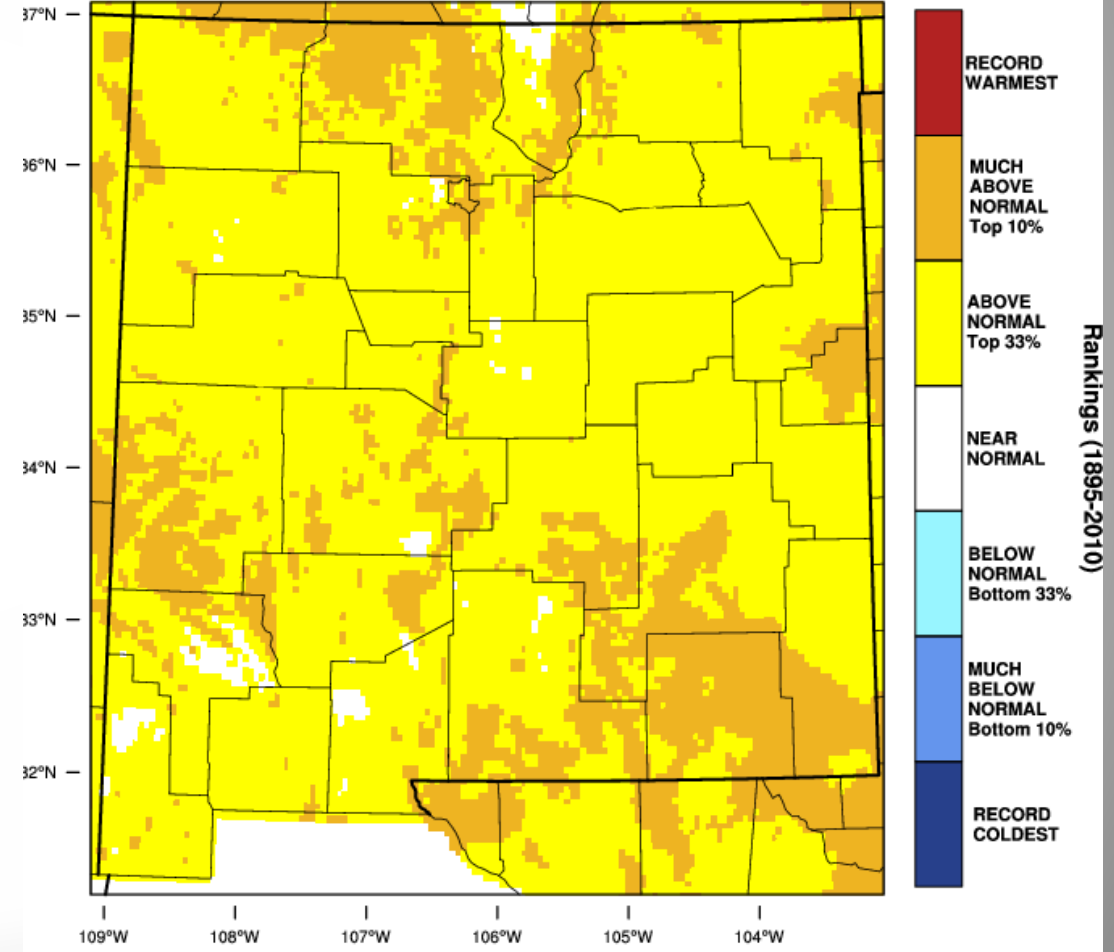 37°N
36°N
35°N
34°N
33°N
32°N
109°W
108°W
107°W
106°W
105°W
104°W
RECORD
WARMEST
MUCH
ABOVE
NORMAL
Top 10%
ABOVE
NORMAL
Top 33%
NEAR
NORMAL
BELOW
NORMAL
Bottom 33%
MUCH
BELOW
NORMAL
Bottom 10%
RECORD
COLDEST
Rankings (1895-2010)